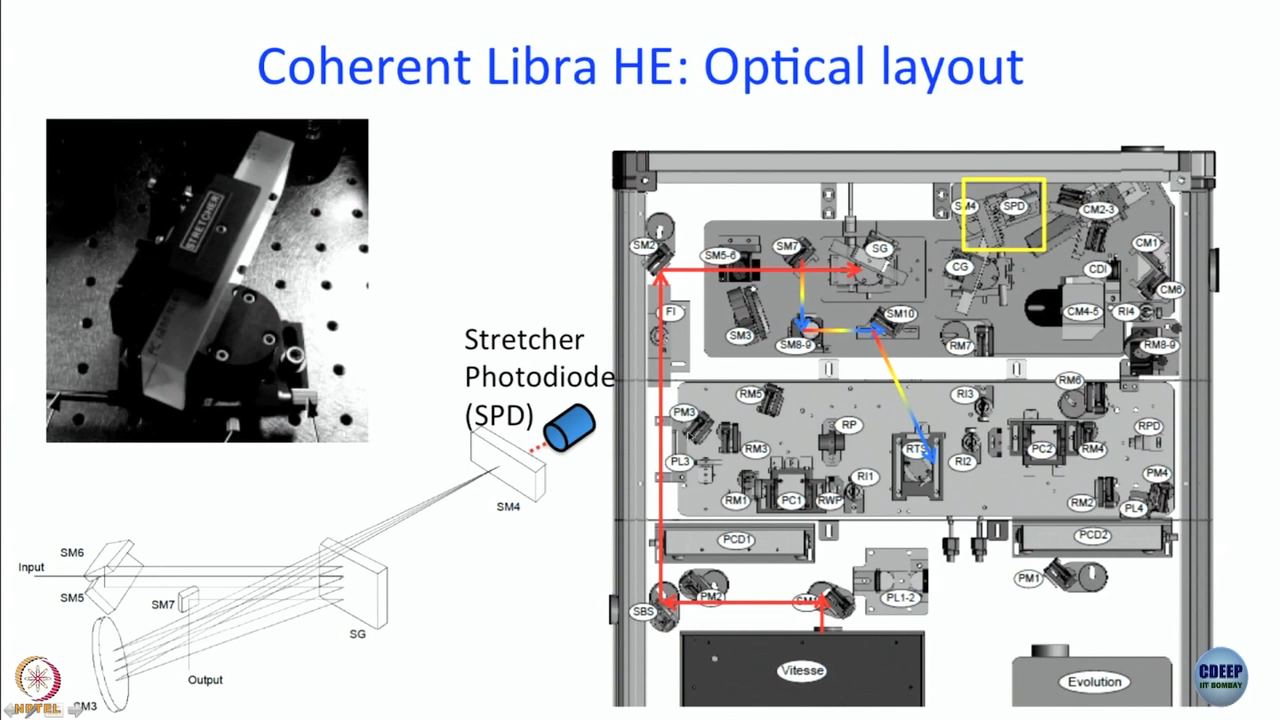 Coherent Libra HE: Optical layout
STRETCHER
Stretcher
Photodiode
(SPD)
SM4
SM6
Input
SM5
SM7
SG
Output
SM3
SM4
SPD
CM2-3
SM2
SM5-6
SM7
SG
CG
CDI
CM1
CM6
FI
SM3
SM8-9
SM10
RM7
CM4-5
RI4
RM8-9
RM5
RI3
RM6
PM3
RP
RPD
RM3
RTS
RI2
PC2
RM4
PL3
RI1
PM4
RM1
PC1
RWP
RM2
PL4
PCD1
PCD2
PM2
PL1-2
PM1
SBS
Vitesse
Evolution
NPTEL
CDEEP
IIT BOMBAY